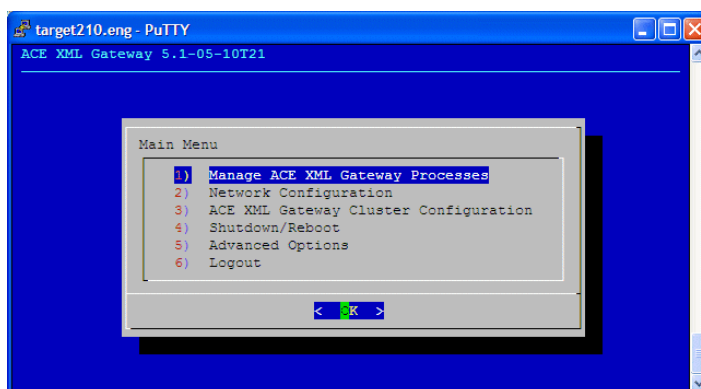 target210.eng - PuTTY
ACE XML Gateway 5.1-05-10T21
Main Menu
1) Manage ACE XML Gateway Processes
2) Network Configuration
3) ACE XML Gateway Cluster Configuration
4) Shutdown/Reboot
5) Advanced Options
6) Logout
< OK >